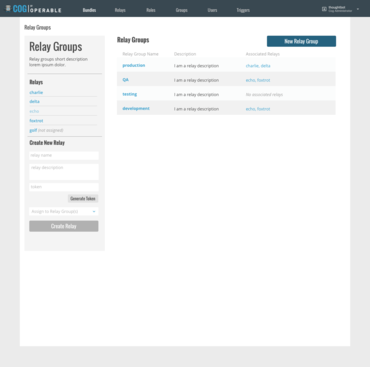 COG BY OPERABLE
Bundles Relays Roles Groups Users Triggers
thoughtbot
Relay Groups
Relay Groups
Relay groups short description
lorem ipsum dolor.
Relays
charlie
delta
echo
foxtrot
golf (not assigned)
Create New Relay
relay name
relay description
token
Generate Token
Assign to Relay Group(s)
Create Relay
Relay Groups
New Relay Group
Relay Group Name Description Associated Relays
production I am a relay description charlie, delta
QA I am a relay description echo, foxtrot
testing I am a relay description No associated relays
development I am a relay description echo, foxtrot